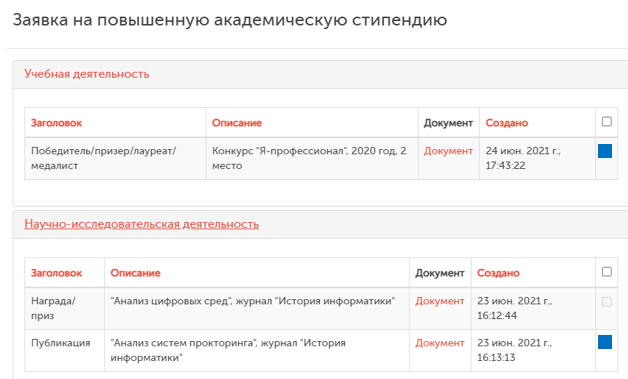 Заявка на повышенную академическую стипендию
Учебная деятельность
Заголовок Описание Документ Создано
Победитель/призер/лауреат/ Конкурс "Я-профессионал", 2020 год, 2 Документ 24 июн. 2021 г.,
медалист место 17:43:22
Научно-исследовательская деятельность
Заголовок Описание Документ Создано
Награда/ "Анализ цифровых сред", журнал "История информатики" Документ 23 июн. 2021 г.,
приз 16:12:44
Публикация "Анализ систем прокторинга", журнал "История Документ 23 июн. 2021 г.,
информатики" 16:13:13